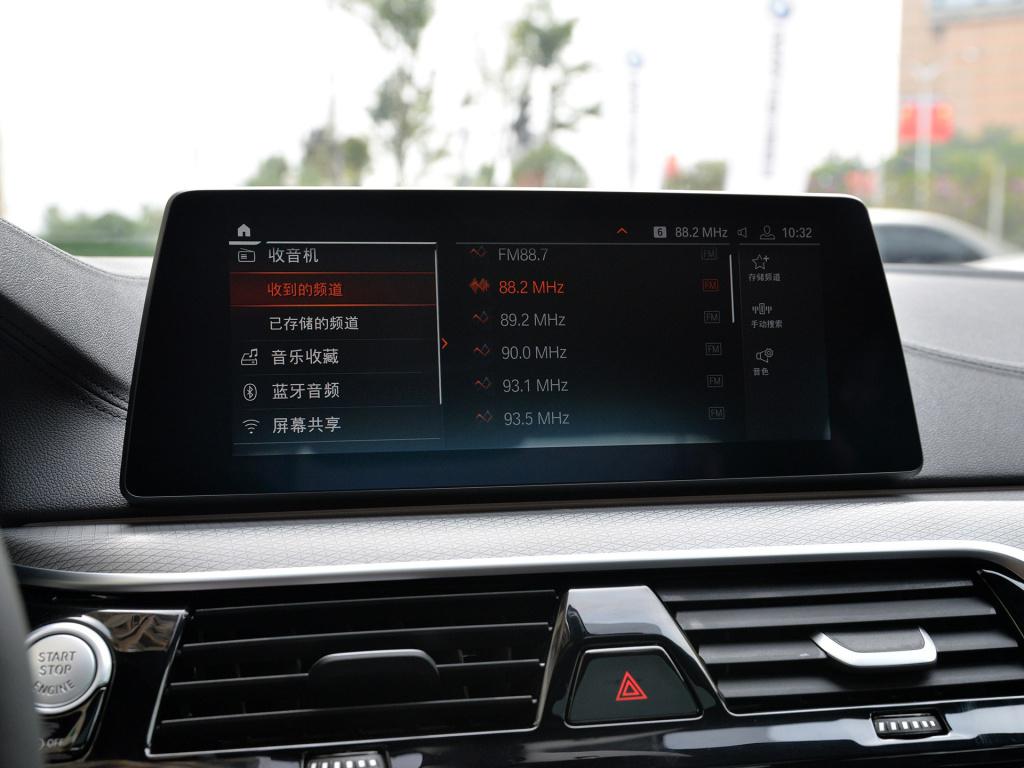 6 88.2 MHz 10:32
收音机
收到的频道
已存储的频道
音乐收藏
蓝牙音频
屏幕共享
FM88.7 FM
88.2 MHz FM
89.2 MHz FM
90.0 MHz FM
93.1 MHz FM
93.5 MHz FM
存储频道
手动搜索
音色
START
STOP
ENGINE
OFF